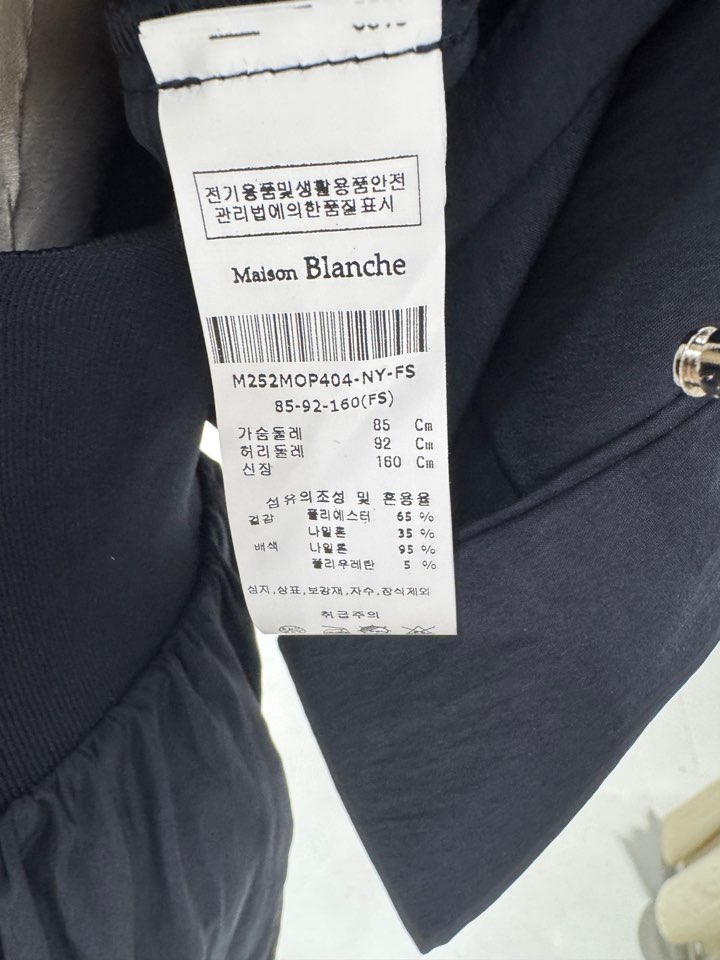 전기용품및생활용품안전
관리법에의한품질표시
Maison Blanche
M252MOP404-NY-FS
85-92-160(FS)
가슴둘레 85 Cm
허리둘레 92 Cm
신장 160 Cm
섬유의조성 및 혼용율
겉감 폴리에스터 65 %
나일론 35 %
배색 나일론 95 %
폴리우레탄 5 %
심지,상표,보강재,자수,장식제외
취급주의